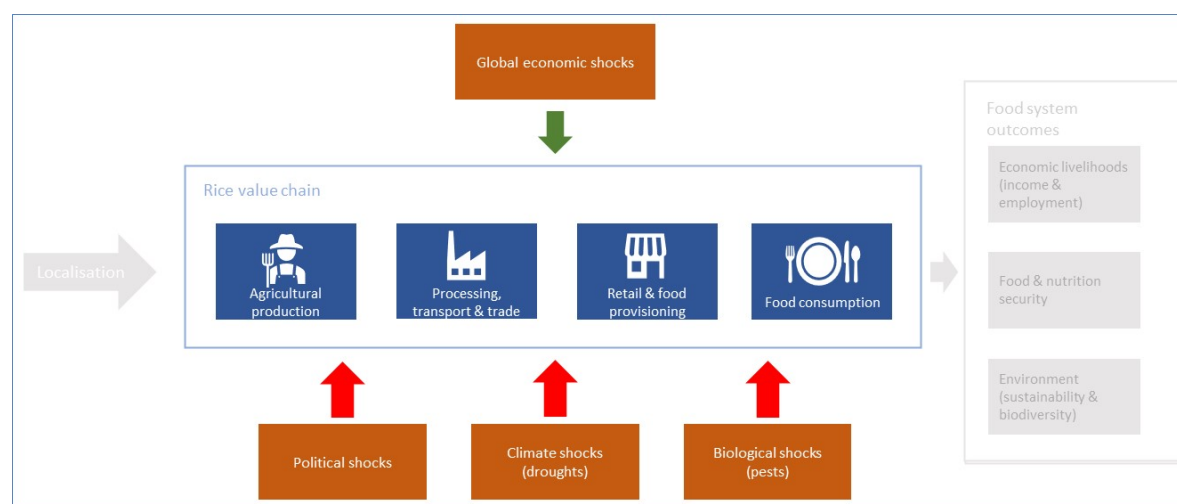 Global economic shocks
Food system
outcomes
Rice value chain
Economic livelihoods
(income &
employment)
Localisation
Agricultural
production
Processing,
transport & trade
Retail & food
provisioning
Food consumption
Food & nutrition
security
Environment
(sustainability &
biodiversity)
Political shocks
Climate shocks
(droughts)
Biological shocks
(pests)